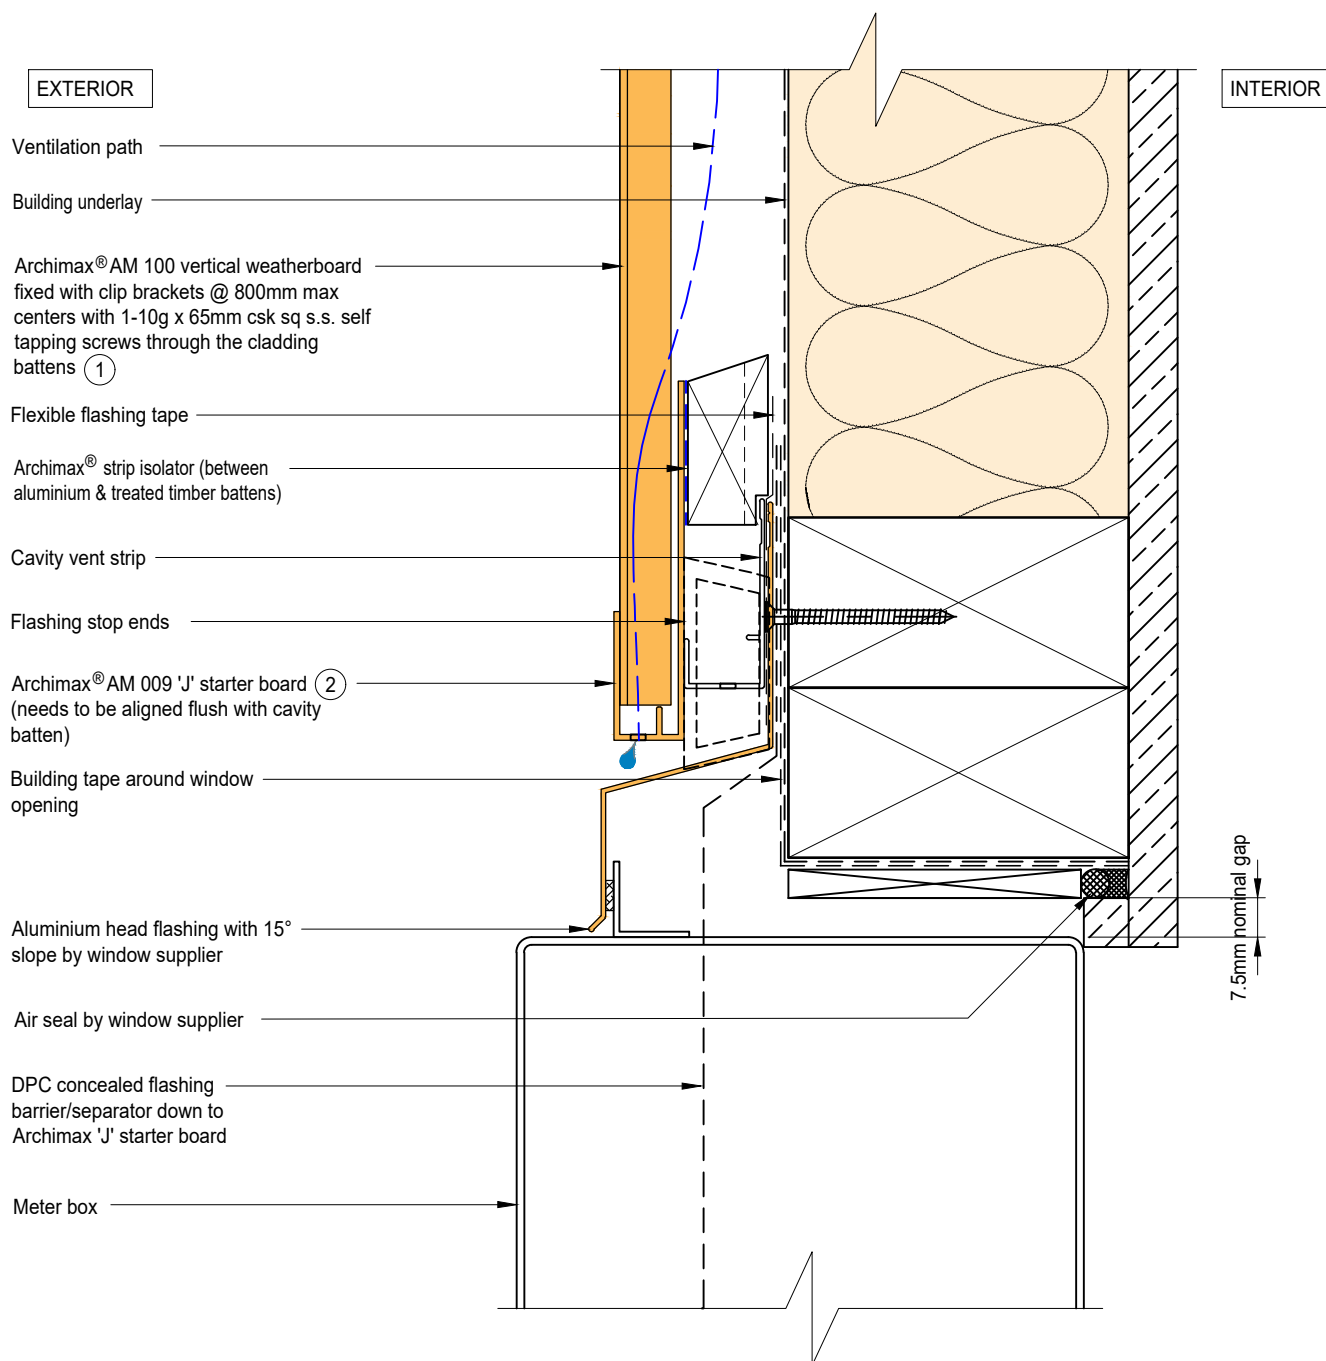 EXTERIOR
INTERIOR
Ventilation path
Building underlay
Archimax® AM 100 vertical weatherboard
fixed with clip brackets @ 800mm max
centers with 1-10g x 65mm csk sq s.s. self
tapping screws through the cladding
battens 1
Flexible flashing tape
Archimax® strip isolator (between
aluminium & treated timber battens)
Cavity vent strip
Flashing stop ends
Archimax® AM 009 'J' starter board 2
(needs to be aligned flush with cavity
batten)
Building tape around window
opening
7.5mm nominal gap
Aluminium head flashing with 15°
slope by window supplier
Air seal by window supplier
DPC concealed flashing
barrier/separator down to
Archimax 'J' starter board
Meter box